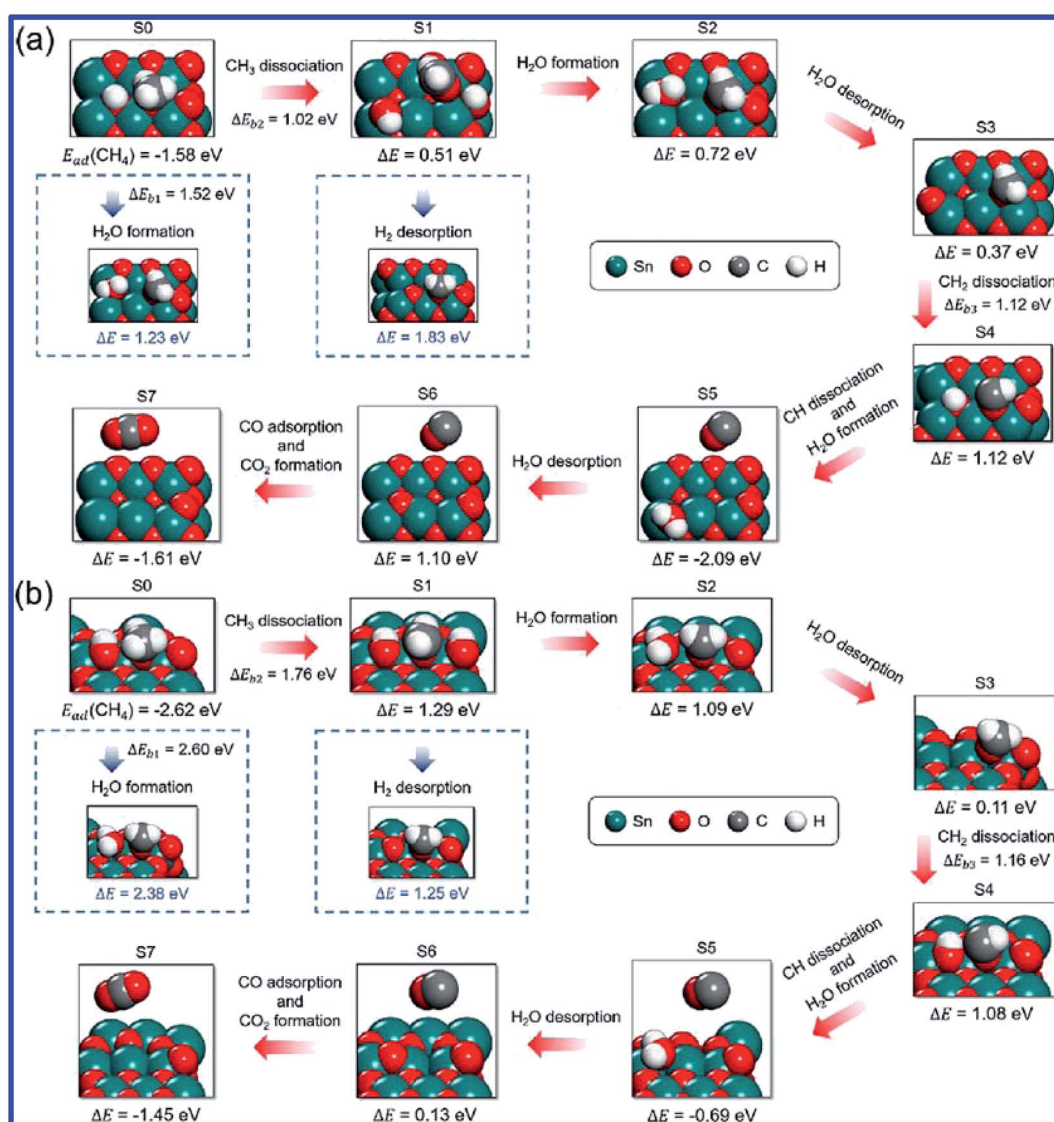 (a)
S0
CH₃ dissociation
ΔE_b2 = 1.02 eV
S1
H₂O formation
S2
H₂O desorption
E_ad(CH₄) = -1.58 eV
ΔE = 0.51 eV
ΔE = 0.72 eV
S3
ΔE_b1 = 1.52 eV
H₂O formation
ΔE = 1.23 eV
H₂ desorption
ΔE = 1.83 eV
Sn O C H
ΔE = 0.37 eV
CH₂ dissociation
ΔE_b3 = 1.12 eV
S4
ΔE = 1.12 eV
CH dissociation
and
H₂O formation
S7
CO adsorption
and
CO₂ formation
S6
H₂O desorption
S5
ΔE = -1.61 eV
ΔE = 1.10 eV
ΔE = -2.09 eV
(b)
S0
CH₃ dissociation
ΔE_b2 = 1.76 eV
S1
H₂O formation
S2
H₂O desorption
E_ad(CH₄) = -2.62 eV
ΔE = 1.29 eV
ΔE = 1.09 eV
S3
ΔE_b1 = 2.60 eV
H₂O formation
ΔE = 2.38 eV
H₂ desorption
ΔE = 1.25 eV
Sn O C H
ΔE = 0.11 eV
CH₂ dissociation
ΔE_b3 = 1.16 eV
S4
ΔE = 1.08 eV
CH dissociation
and
H₂O formation
S7
CO adsorption
and
CO₂ formation
S6
H₂O desorption
S5
ΔE = -1.45 eV
ΔE = 0.13 eV
ΔE = -0.69 eV